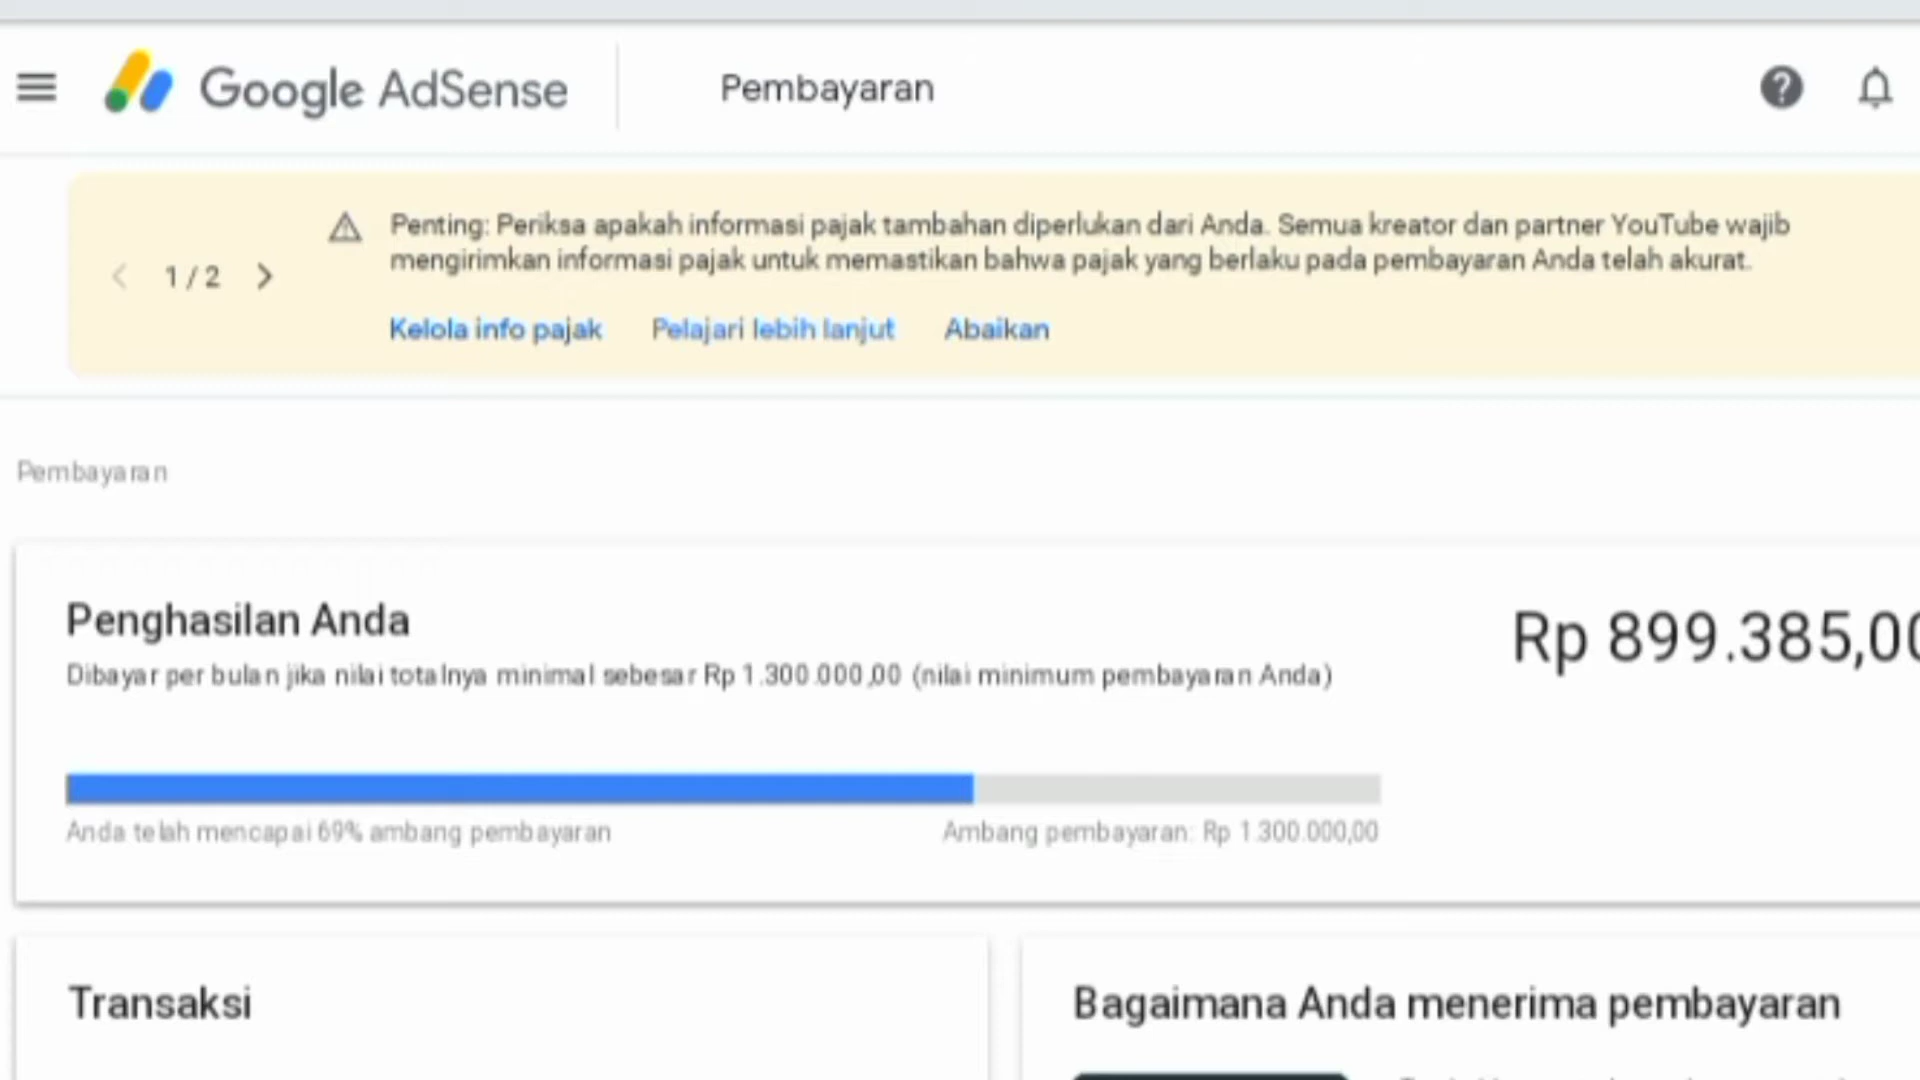 Google AdSense
Pembayaran
Penting: Periksa apakah informasi pajak tambahan diperlukan dari Anda. Semua kreator dan partner YouTube wajib
mengirimkan informasi pajak untuk memastikan bahwa pajak yang berlaku pada pembayaran Anda telah akurat.
1 / 2
Kelola info pajak Pelajari lebih lanjut Abaikan
Pembayaran
Penghasilan Anda
Rp 899.385,00
Dibayar per bulan jika nilai totalnya minimal sebesar Rp 1.300.000,00 (nilai minimum pembayaran Anda)
Anda telah mencapai 69% ambang pembayaran
Ambang pembayaran: Rp 1.300.000,00
Transaksi
Bagaimana Anda menerima pembayaran